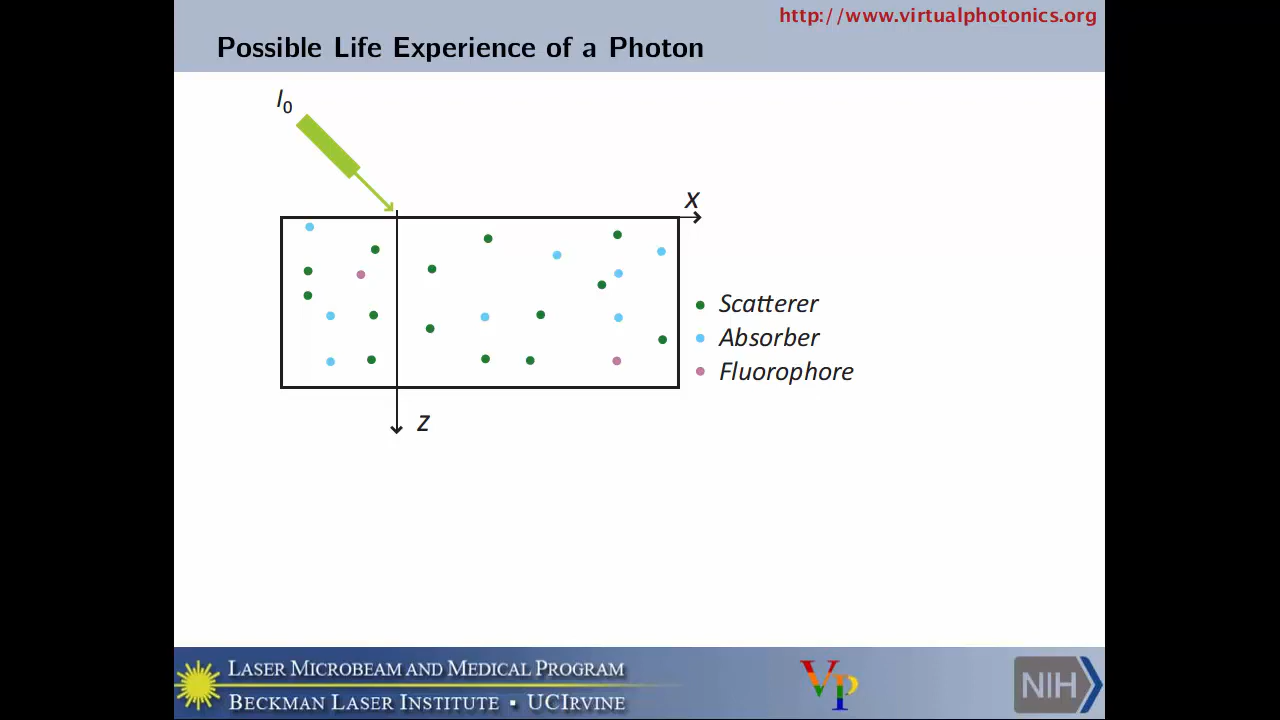 http://www.virtualphotonics.org
Possible Life Experience of a Photon
I0
x
Scatterer
Absorber
Fluorophore
z
LASER MICROBEAM AND MEDICAL PROGRAM
BECKMAN LASER INSTITUTE ▪ UCIRVINE
VP
NIH